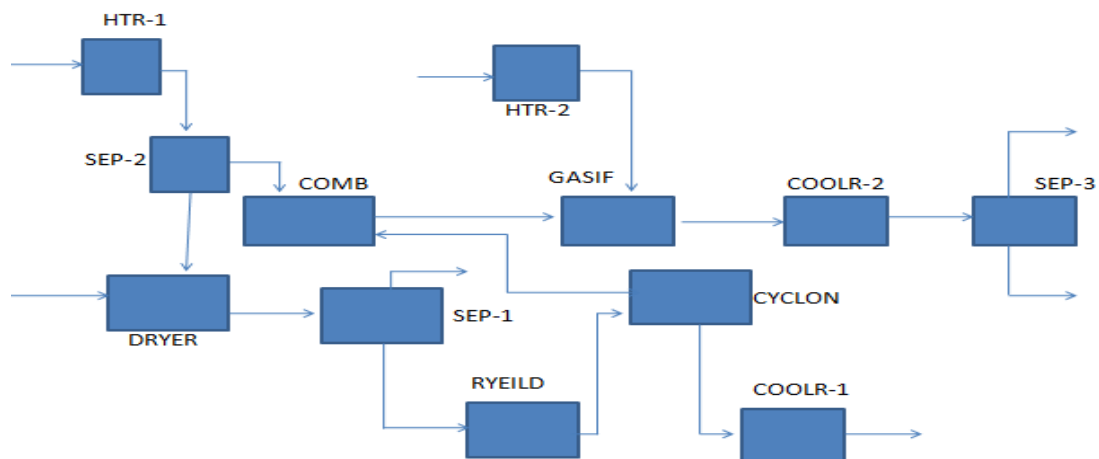 HTR-1
HTR-2
SEP-2
COMB
GASIF
COOLR-2
SEP-3
DRYER
SEP-1
CYCLON
RYEILD
COOLR-1